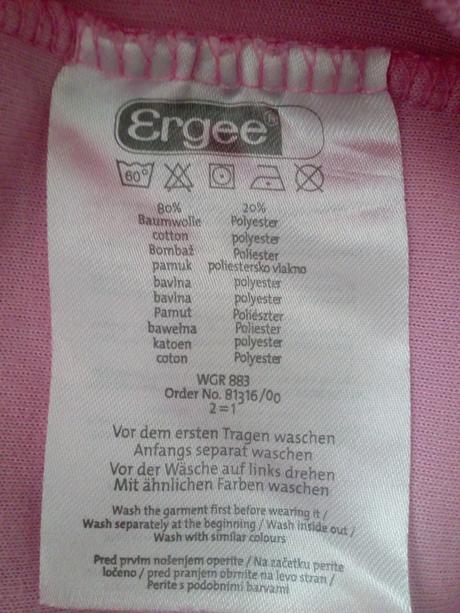 Ergee®
60°
80% 20%
Baumwolle Polyester
cotton polyester
Bombaž Poliester
pamuk poliestersko vlakno
bavlna polyester
bavlna polyester
Pamut Poliészter
bawełna Poliester
katoen polyester
coton Polyester
WGR 883
Order No. 81316/00
2=1
Vor dem ersten Tragen waschen
Anfangs separat waschen
Vor der Wäsche auf links drehen
Mit ähnlichen Farben waschen
Wash the garment first before wearing it /
Wash separately at the beginning / Wash inside out /
Wash with similar colours
Pred prvim nošenjem operite / Na začetku perite
ločeno / pred pranjem obrnite na levo stran /
Perite s podobnimi barvami